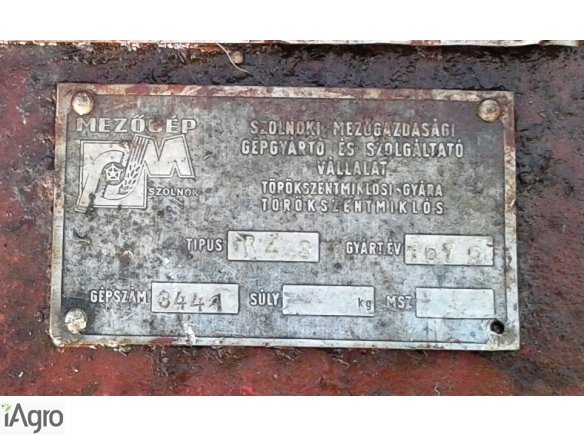 MEZŐGÉP
SZOLNOK
SZOLNOKI MEZŐGAZDASÁGI
GÉPGYÁRTÓ ÉS SZOLGÁLTATÓ
VÁLLALAT
TÖRÖKSZENTMIKLÓSI GYÁRA
TÖRÖKSZENTMIKLÓS
TIPUS GYÁRT.ÉV
GÉPSZÁM 3441 SÚLY kg MSZ
iAgro